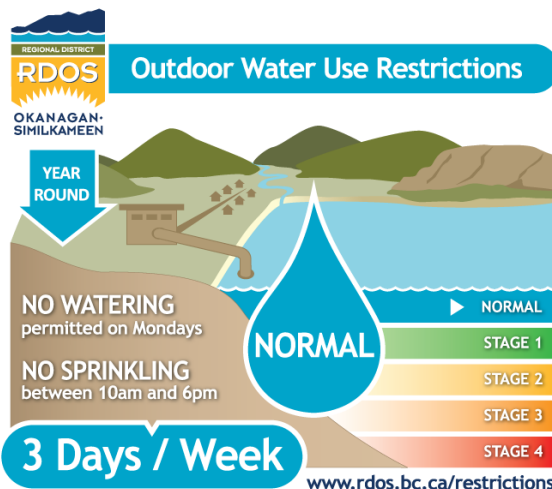 REGIONAL DISTRICT
RDOS
OKANAGAN·
SIMILKAMEEN
Outdoor Water Use Restrictions
YEAR
ROUND
NO WATERING
permitted on Mondays
NO SPRINKLING
between 10am and 6pm
3 Days / Week
NORMAL
NORMAL
STAGE 1
STAGE 2
STAGE 3
STAGE 4
www.rdos.bc.ca/restrictions